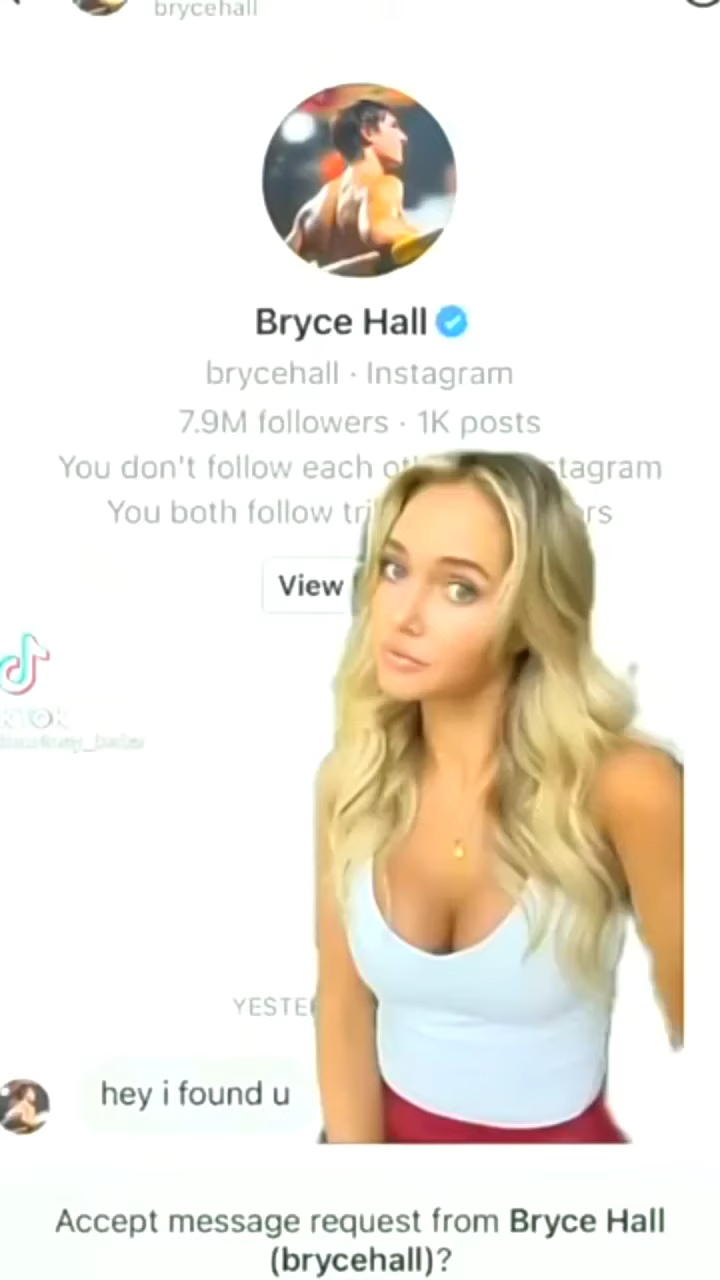 brycehall
Bryce Hall
brycehall · Instagram
7.9M followers · 1K posts
You don't follow each tagram
You both follow
View
hey i found u
Accept message request from Bryce Hall
(brycehall)?